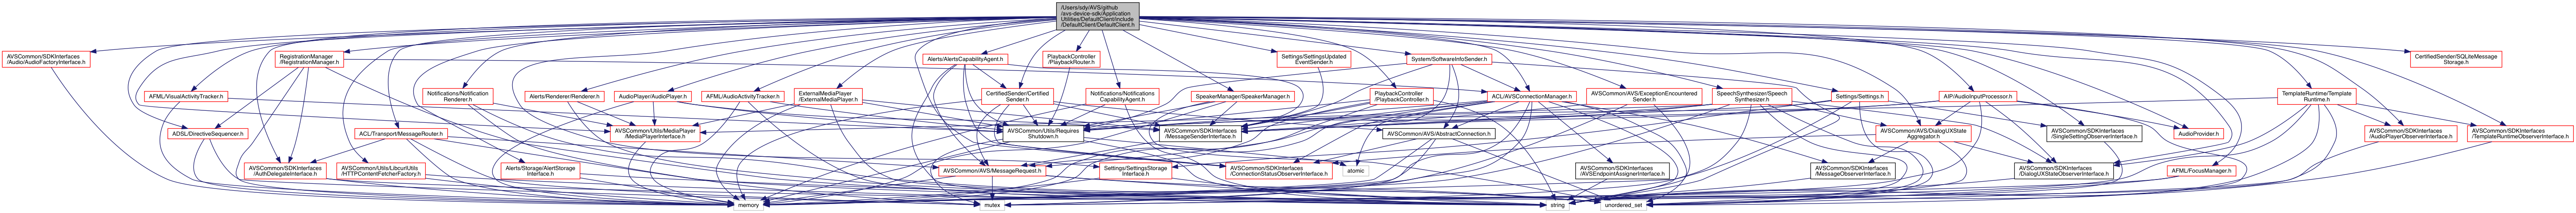 /Users/sdy/AVS/github
/avs-device-sdk/Application
Utilities/DefaultClient/include
/DefaultClient/DefaultClient.h
AVSCommon/SDKInterfaces
/Audio/AudioFactoryInterface.h
RegistrationManager
/RegistrationManager.h
Alerts/AlertsCapabilityAgent.h
PlaybackController
/PlaybackRouter.h
Settings/SettingsUpdated
EventSender.h
System/SoftwareInfoSender.h
CertifiedSender/SQLiteMessage
Storage.h
AFML/VisualActivityTracker.h
Notifications/Notification
Renderer.h
Alerts/Renderer/Renderer.h
AudioPlayer/AudioPlayer.h
AFML/AudioActivityTracker.h
ExternalMediaPlayer
/ExternalMediaPlayer.h
CertifiedSender/Certified
Sender.h
Notifications/Notifications
CapabilityAgent.h
SpeakerManager/SpeakerManager.h
PlaybackController
/PlaybackController.h
ACL/AVSConnectionManager.h
AVSCommon/AVS/ExceptionEncountered
Sender.h
SpeechSynthesizer/Speech
Synthesizer.h
Settings/Settings.h
AIP/AudioInputProcessor.h
TemplateRuntime/Template
Runtime.h
ADSL/DirectiveSequencer.h
ACL/Transport/MessageRouter.h
AVSCommon/Utils/MediaPlayer
/MediaPlayerInterface.h
AVSCommon/Utils/Requires
Shutdown.h
AVSCommon/SDKInterfaces
/MessageSenderInterface.h
AVSCommon/AVS/AbstractConnection.h
AVSCommon/AVS/DialogUXState
Aggregator.h
AVSCommon/SDKInterfaces
/SingleSettingObserverInterface.h
AudioProvider.h
AVSCommon/SDKInterfaces
/AudioPlayerObserverInterface.h
AVSCommon/SDKInterfaces
/TemplateRuntimeObserverInterface.h
AVSCommon/SDKInterfaces
/AuthDelegateInterface.h
AVSCommon/Utils/LibcurlUtils
/HTTPContentFetcherFactory.h
Alerts/Storage/AlertStorage
Interface.h
AVSCommon/AVS/MessageRequest.h
Settings/SettingsStorage
Interface.h
AVSCommon/SDKInterfaces
/ConnectionStatusObserverInterface.h
atomic
AVSCommon/SDKInterfaces
/AVSEndpointAssignerInterface.h
AVSCommon/SDKInterfaces
/MessageObserverInterface.h
AVSCommon/SDKInterfaces
/DialogUXStateObserverInterface.h
AFML/FocusManager.h
memory
mutex
string
unordered_set